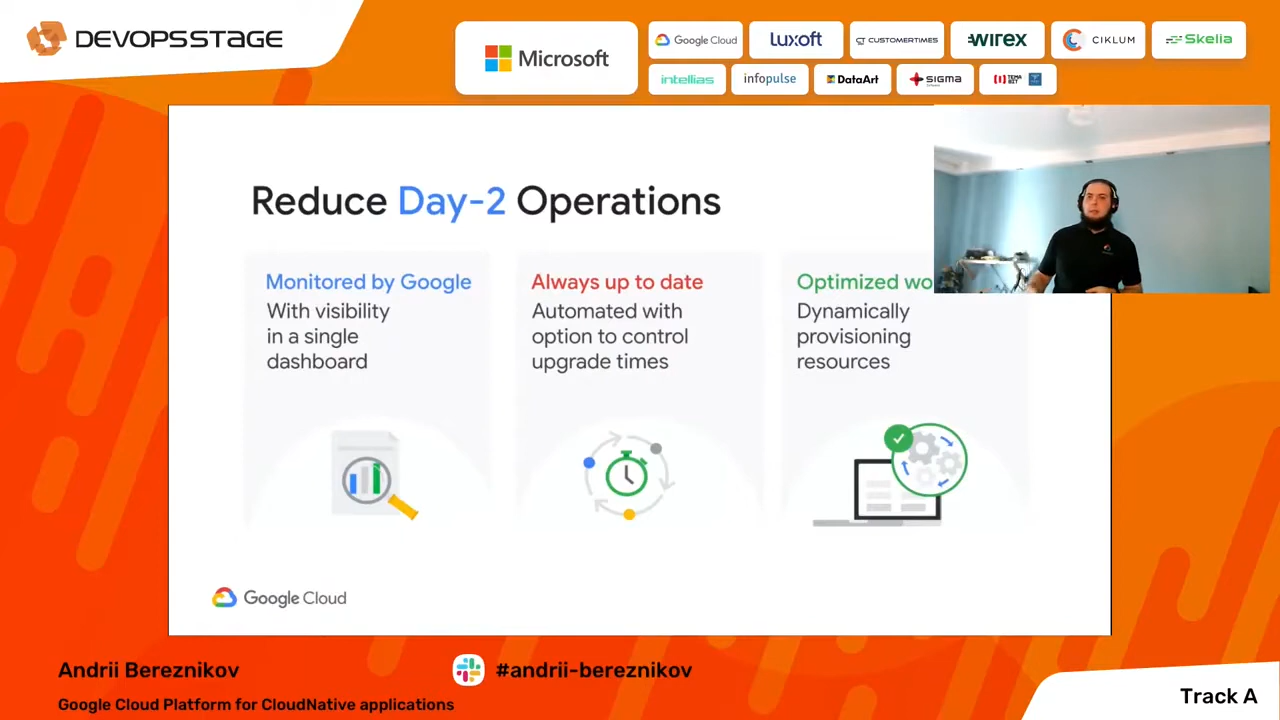 DEVOPSSTAGE
Microsoft
Google Cloud
Luxoft
CUSTOMERTIMES
wirex
CIKLUM
Skelia
intellias
infopulse
DataArt
SIGMA
Reduce Day-2 Operations
Monitored by Google
With visibility
in a single
dashboard
Always up to date
Automated with
option to control
upgrade times
Optimized wo
Dynamically
provisioning
resources
Google Cloud
Andrii Bereznikov
#andrii-bereznikov
Google Cloud Platform for CloudNative applications
Track A